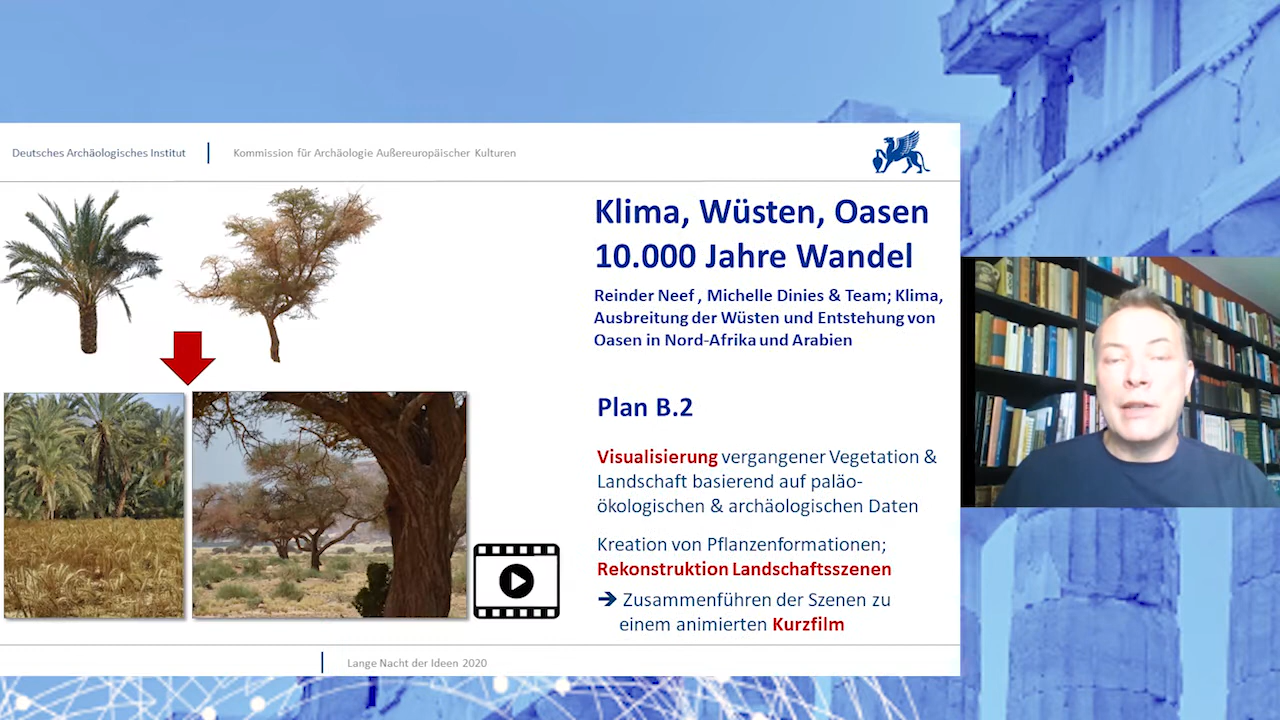 Deutsches Archäologisches Institut
Kommission für Archäologie Außereuropäischer Kulturen
Klima, Wüsten, Oasen
10.000 Jahre Wandel
Reinder Neef , Michelle Dinies & Team; Klima,
Ausbreitung der Wüsten und Entstehung von
Oasen in Nord-Afrika und Arabien
Plan B.2
Visualisierung vergangener Vegetation &
Landschaft basierend auf paläo-
ökologischen & archäologischen Daten
Kreation von Pflanzenformationen;
Rekonstruktion Landschaftsszenen
➔ Zusammenführen der Szenen zu
einem animierten Kurzfilm
Lange Nacht der Ideen 2020